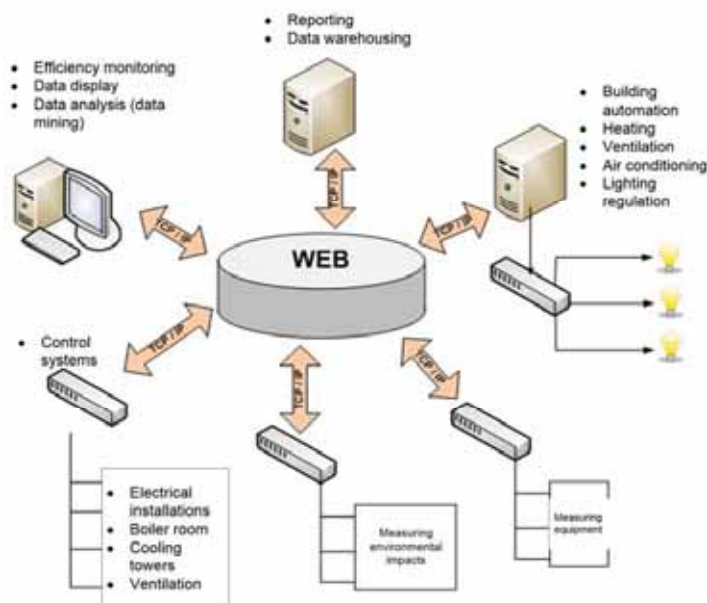 • Reporting
• Data warehousing
• Efficiency monitoring
• Data display
• Data analysis (data
mining)
• Building
automation
• Heating
• Ventilation
• Air conditioning
• Lighting
regulation
TCP / IP
TCP / IP
TCP / IP
WEB
• Control
systems
TCP / IP
TCP / IP
TCP / IP
• Electrical
installations
• Boiler room
• Cooling
towers
• Ventilation
Measuring
environmental
impacts
Measuring
equipment